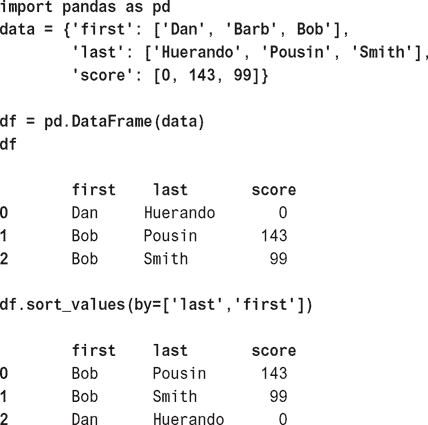 import pandas as pd
data = {'first': ['Dan', 'Barb', Bob'],
'last': ['Huerando', 'Pousin', 'Smith'],
'score': [0, 143, 99]}
df = pd.DataFrame(data)
df
first last score
0 Dan Huerando 0
1 Bob Pousin 143
2 Bob Smith 99
df.sort_values(by=['last','first'])
first last score
0 Bob Pousin 143
1 Bob Smith 99
2 Dan Huerando 0